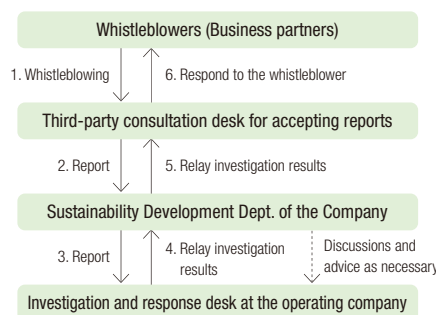 Whistleblowers (Business partners)
1. Whistleblowing
6. Respond to the whistleblower
Third-party consultation desk for accepting reports
2. Report
5. Relay investigation results
Sustainability Development Dept. of the Company
3. Report
4. Relay investigation
results
Discussions and
advice as necessary
Investigation and response desk at the operating company